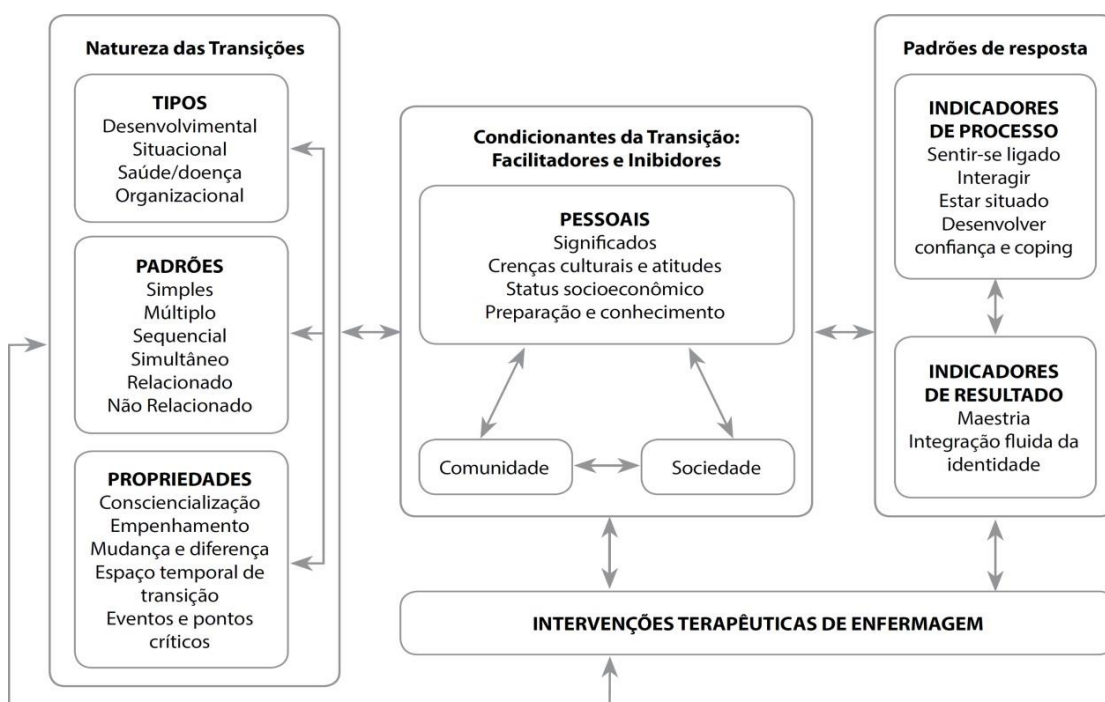 Natureza das Transições
TIPOS
Desenvolvimental
Situacional
Saúde/doença
Organizacional
PADRÕES
Simples
Múltiplo
Sequencial
Simultâneo
Relacionado
Não Relacionado
PROPRIEDADES
Consciencialização
Empenhamento
Mudança e diferença
Espaço temporal de
transição
Eventos e pontos
críticos
Condicionantes da Transição:
Facilitadores e Inibidores
PESSOAIS
Significados
Crenças culturais e atitudes
Status socioeconômico
Preparação e conhecimento
Comunidade
Sociedade
Padrões de resposta
INDICADORES
DE PROCESSO
Sentir-se ligado
Interagir
Estar situado
Desenvolver
confiança e coping
INDICADORES
DE RESULTADO
Maestria
Integração fluida da
identidade
INTERVENÇÕES TERAPÊUTICAS DE ENFERMAGEM